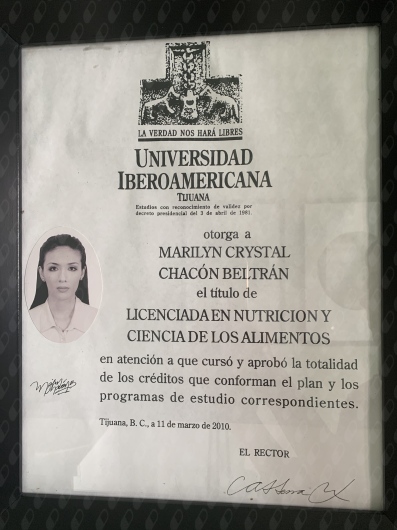 LA VERDAD NOS HARÁ LIBRES
UNIVERSIDAD
IBEROAMERICANA
TIJUANA
Estudios con reconocimiento de validez por
decreto presidencial del 3 de abril de 1981.
otorga a
MARILYN CRYSTAL
CHACÓN BELTRÁN
el título de
LICENCIADA EN NUTRICION Y
CIENCIA DE LOS ALIMENTOS
en atención a que cursó y aprobó la totalidad
de los créditos que conforman el plan y los
programas de estudio correspondientes.
Tijuana, B. C., a 11 de marzo de 2010.
EL RECTOR